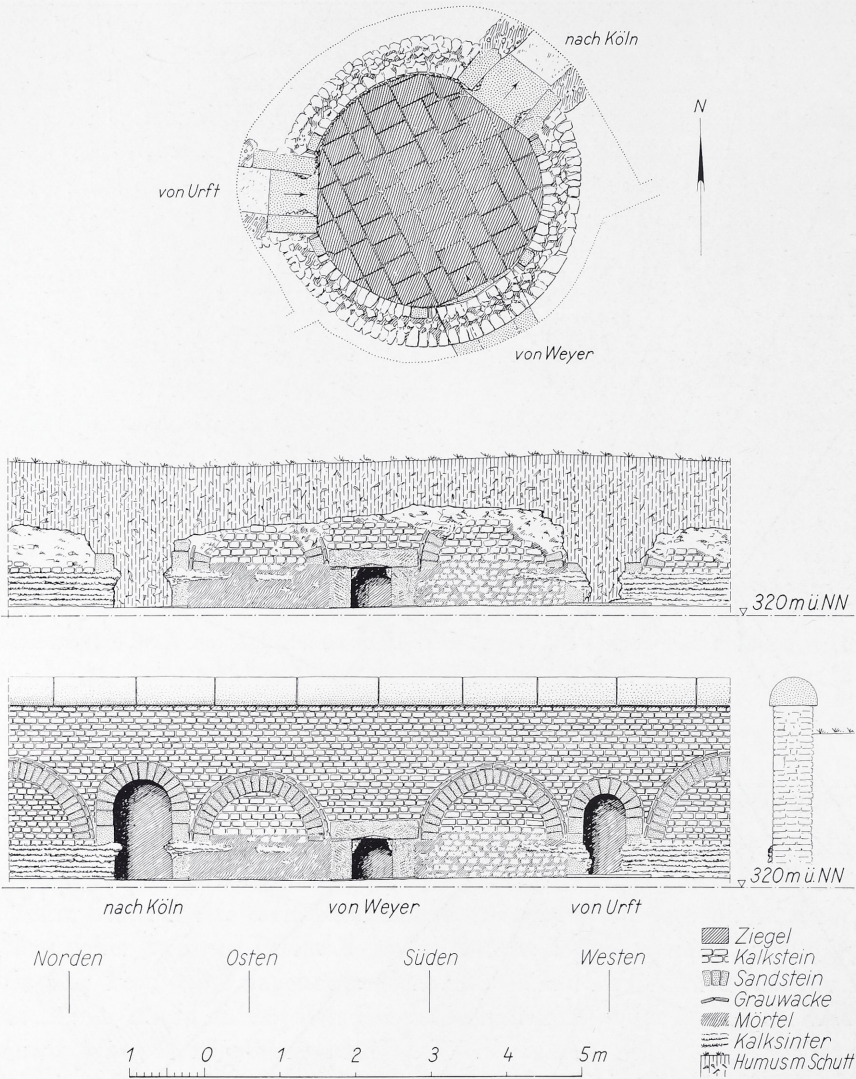 nach Köln
N
von Urft
von Weyer
320 m ü. NN
320 m ü. NN
nach Köln von Weyer von Urft
Norden Osten Süden Westen
Ziegel
Kalkstein
Sandstein
Grauwacke
Mörtel
Kalksinter
Humus m Schutt
1 0 1 2 3 4 5 m